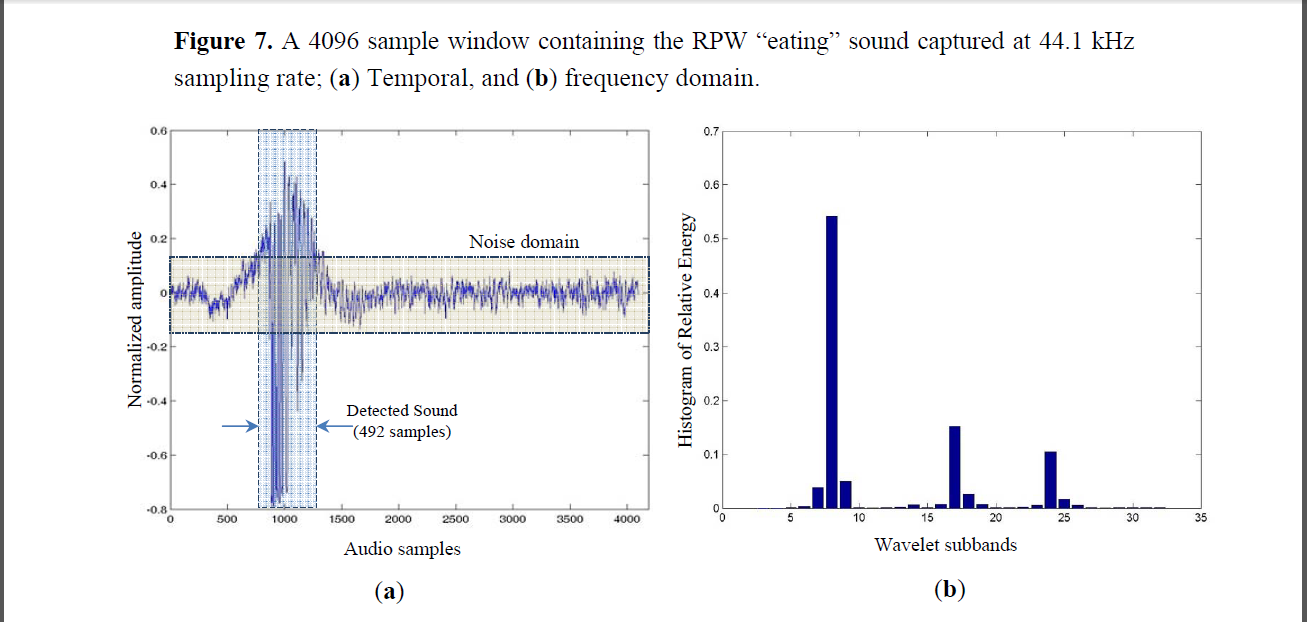 Figure 7. A 4096 sample window containing the RPW “eating” sound captured at 44.1 kHz
sampling rate; (a) Temporal, and (b) frequency domain.
Normalized amplitude
0.6
0.4
0.2
0
-0.2
-0.4
-0.6
-0.8
Noise domain
Detected Sound
(492 samples)
0 500 1000 1500 2000 2500 3000 3500 4000
Audio samples
(a)
Histogram of Relative Energy
0.7
0.6
0.5
0.4
0.3
0.2
0.1
0
0 5 10 15 20 25 30 35
Wavelet subbands
(b)